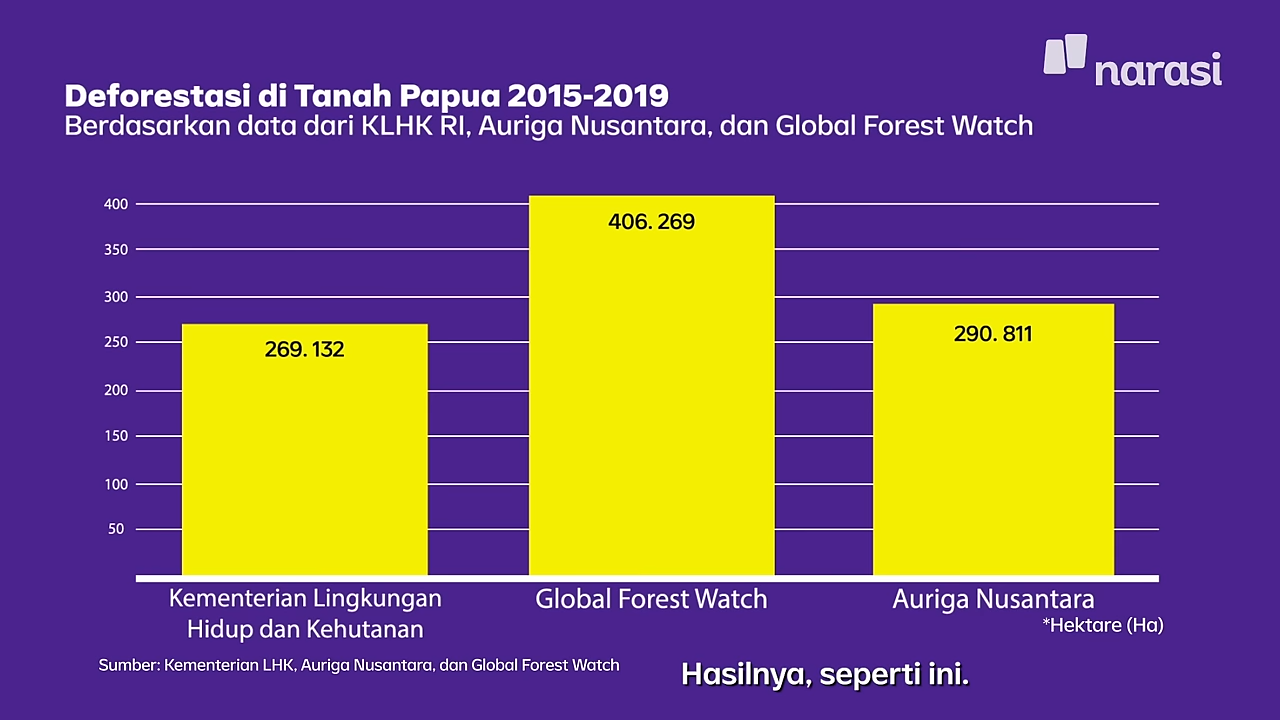 narasi
Deforestasi di Tanah Papua 2015-2019
Berdasarkan data dari KLHK RI, Auriga Nusantara, dan Global Forest Watch
400
350
300
250
200
150
100
50
269. 132
406. 269
290. 811
Kementerian Lingkungan
Hidup dan Kehutanan
Global Forest Watch
Auriga Nusantara
*Hektare (Ha)
Sumber: Kementerian LHK, Auriga Nusantara, dan Global Forest Watch
Hasilnya, seperti ini.